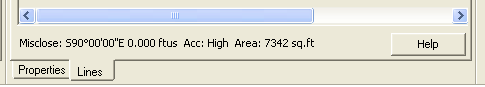 Misclose: S90°00'00"E 0.000 ftus Acc: High Area: 7342 sq.ft Help
Properties Lines